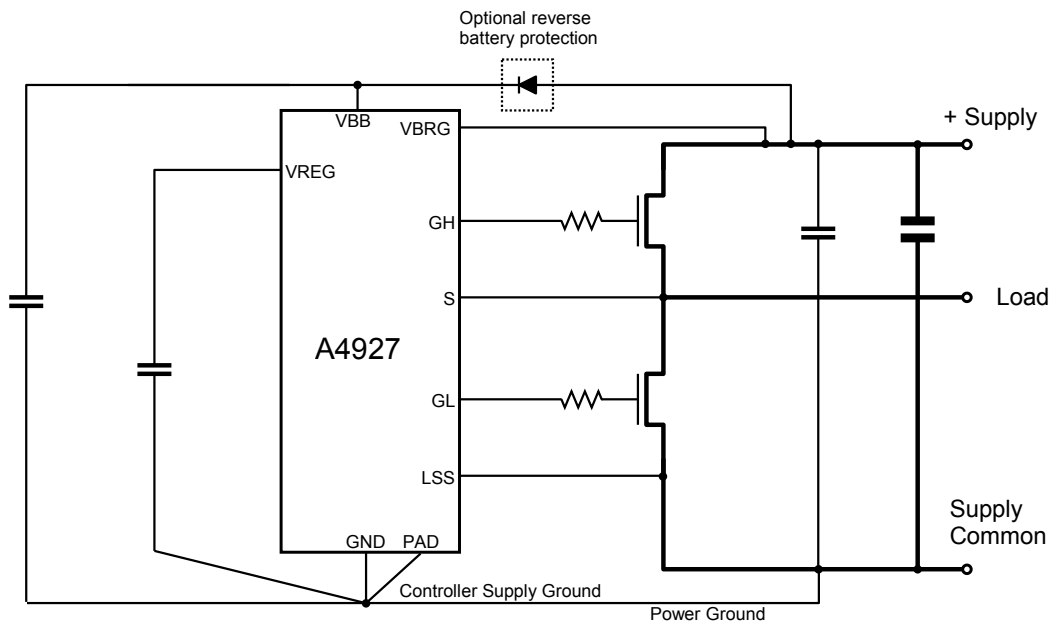 Optional reverse
battery protection
VBB
VBRG
+ Supply
VREG
GH
S
Load
A4927
GL
LSS
Supply
Common
GND
PAD
Controller Supply Ground
Power Ground